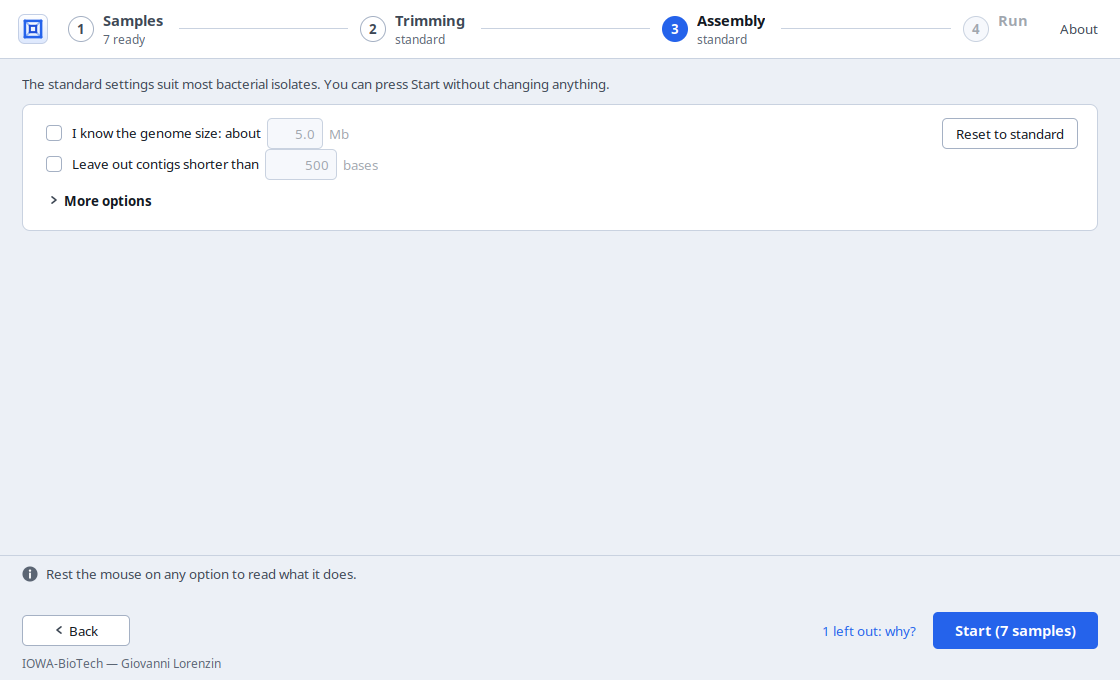 1 Samples 7 ready
2 Trimming standard
3 Assembly standard
4 Run
About
The standard settings suit most bacterial isolates. You can press Start without changing anything.
I know the genome size: about 5.0 Mb
Reset to standard
Leave out contigs shorter than 500 bases
More options
Rest the mouse on any option to read what it does.
Back
1 left out: why?
Start (7 samples)
IOWA-BioTech — Giovanni Lorenzin